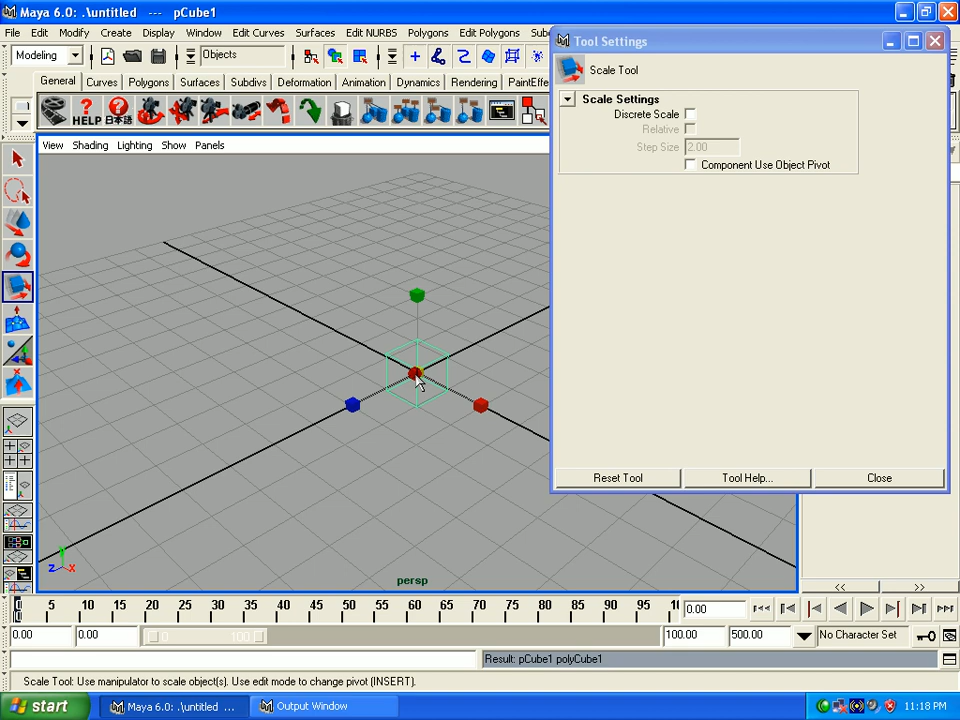 Maya 6.0: .\untitled --- pCube1
File Edit Modify Create Display Window Edit Curves Surfaces Edit NURBS Polygons Edit Polygons Sub
Modeling
Objects
General Curves Polygons Surfaces Subdivs Deformation Animation Dynamics Rendering PaintEffe
HELP
日本語
View Shading Lighting Show Panels
Tool Settings
Scale Tool
Scale Settings
Discrete Scale
Relative
Step Size 2.00
Component Use Object Pivot
Reset Tool Tool Help... Close
y
z x
persp
<< >>
5 10 15 20 25 30 35 40 45 50 55 60 65 70 75 80 85 90 95 10
0.00
0.00 0.00 0 100 100.00 500.00 No Character Set
Result: pCube1 polyCube1
Scale Tool: Use manipulator to scale object(s). Use edit mode to change pivot (INSERT).
start Maya 6.0: .\untitled ... Output Window 11:18 PM